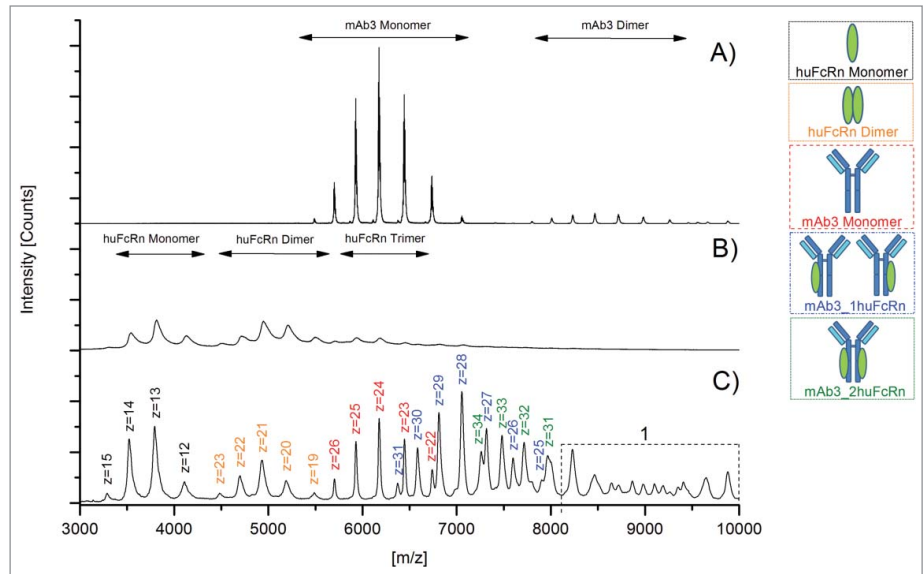 mAb3 Monomer
mAb3 Dimer
A)
huFcRn Monomer
huFcRn Dimer
huFcRn Trimer
B)
C)
z=15
z=14
z=13
z=12
z=23
z=22
z=21
z=20
z=19
z=26
z=25
z=24
z=31
z=23
z=30
z=22
z=29
z=28
z=34
z=27
z=33
z=26
z=32
z=25
z=31
1
Intensity [Counts]
3000 4000 5000 6000 7000 8000 9000 10000
[m/z]
huFcRn Monomer
huFcRn Dimer
mAb3 Monomer
mAb3_1huFcRn
mAb3_2huFcRn